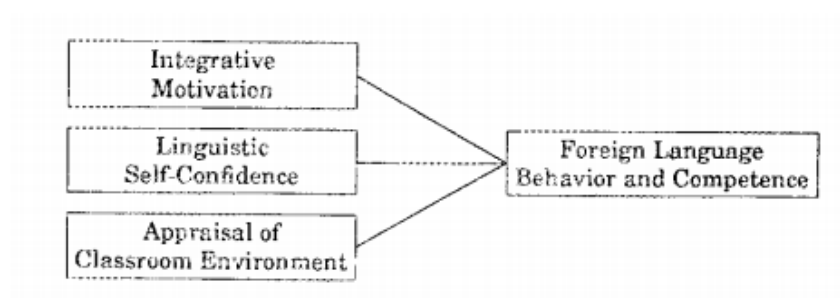 Integrative
Motivation
Linguistic
Self-Confidence
Appraisal of
Classroom Environment
Foreign Language
Behavior and Competence